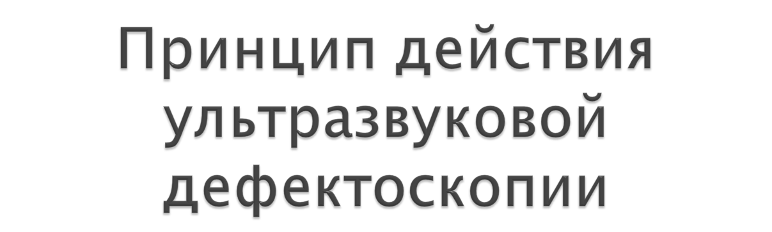 Принцип действия
ультразвуковой
дефектоскопии